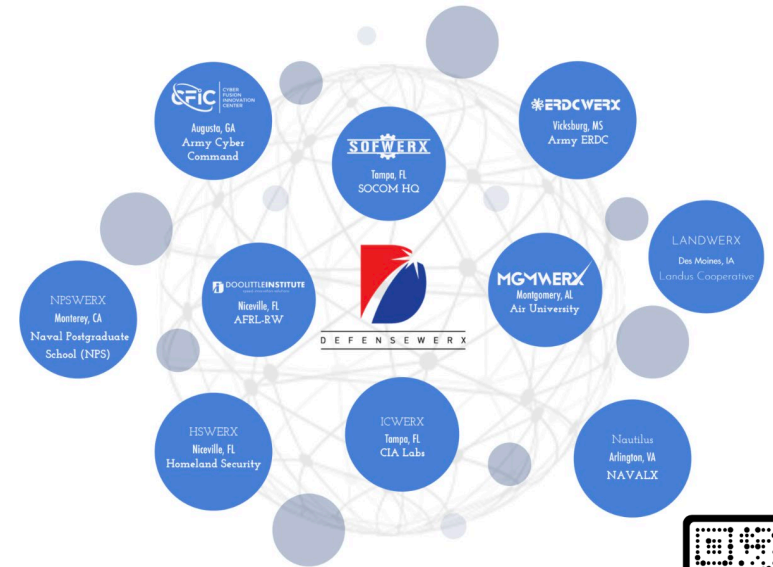 CFIC
CYBER
FUSION
INNOVATION
CENTER
Augusta, GA
Army Cyber
Command
SOFWERX
Tampa, FL
SOCOM HQ
ERDCWERX
Vicksburg, MS
Army ERDC
LANDWERX
Des Moines, IA
Landus Cooperative
NPSWERX
Monterey, CA
Naval Postgraduate
School (NPS)
DOOLITTLEINSTITUTE
Niceville, FL
AFRL-RW
DEFENSEWERX
MGMWERX
Montgomery, AL
Air University
HSWERX
Niceville, FL
Homeland Security
ICWERX
Tampa, FL
CIA Labs
Nautilus
Arlington, VA
NAVALX